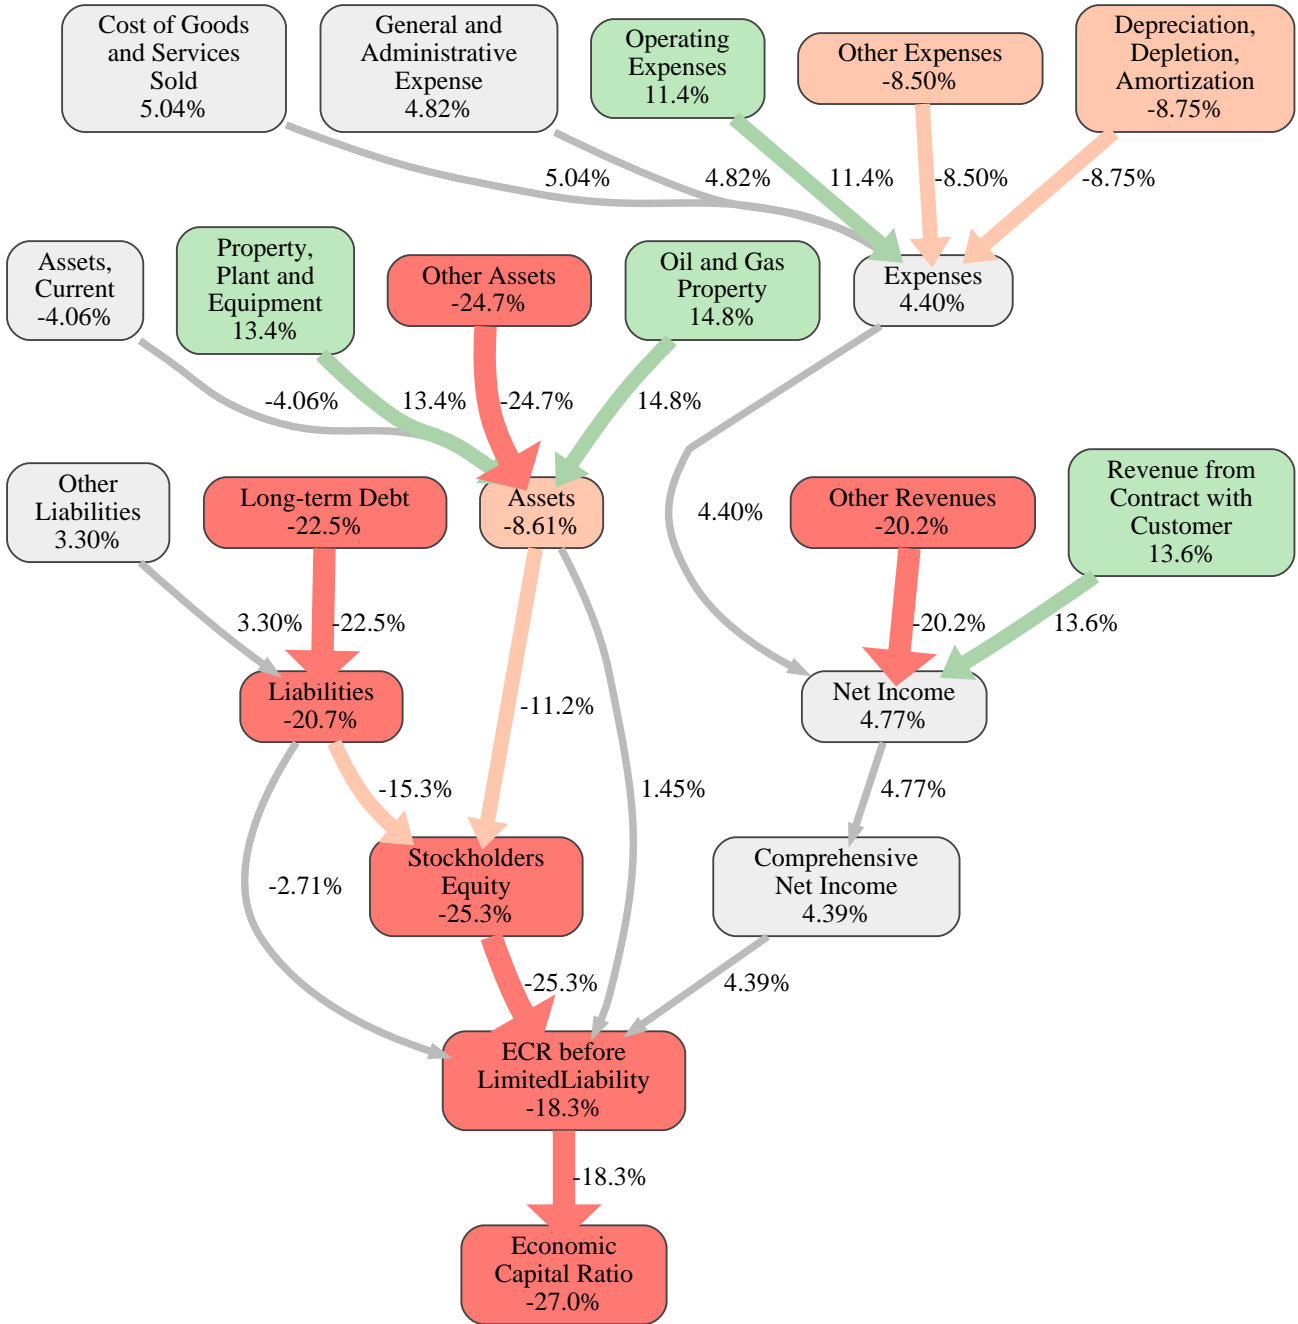 Cost of Goods
and Services
Sold
5.04%
General and
Administrative
Expense
4.82%
Operating
Expenses
11.4%
Other Expenses
-8.50%
Depreciation,
Depletion,
Amortization
-8.75%
5.04%
4.82%
11.4%
-8.50%
-8.75%
Assets,
Current
-4.06%
Property,
Plant and
Equipment
13.4%
Other Assets
-24.7%
Oil and Gas
Property
14.8%
Expenses
4.40%
-4.06%
13.4%
-24.7%
14.8%
Other
Liabilities
3.30%
Long-term Debt
-22.5%
Assets
-8.61%
4.40%
Other Revenues
-20.2%
Revenue from
Contract with
Customer
13.6%
3.30%
-22.5%
-20.2%
13.6%
Liabilities
-20.7%
-11.2%
Net Income
4.77%
-15.3%
1.45%
4.77%
-2.71%
Stockholders
Equity
-25.3%
Comprehensive
Net Income
4.39%
-25.3%
4.39%
ECR before
LimitedLiability
-18.3%
-18.3%
Economic
Capital Ratio
-27.0%